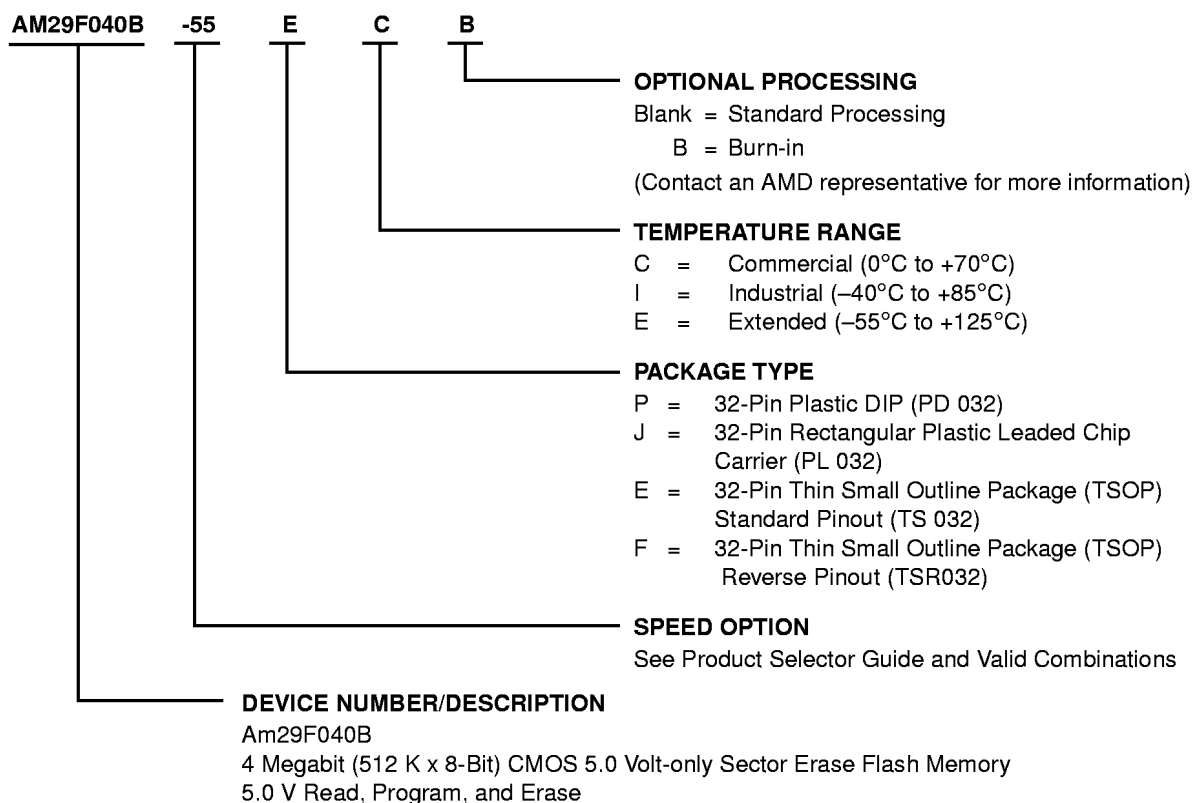 AM29F040B -55 E C B
OPTIONAL PROCESSING
Blank = Standard Processing
B = Burn-in
(Contact an AMD representative for more information)
TEMPERATURE RANGE
C = Commercial (0°C to +70°C)
I = Industrial (–40°C to +85°C)
E = Extended (–55°C to +125°C)
PACKAGE TYPE
P = 32-Pin Plastic DIP (PD 032)
J = 32-Pin Rectangular Plastic Leaded Chip
Carrier (PL 032)
E = 32-Pin Thin Small Outline Package (TSOP)
Standard Pinout (TS 032)
F = 32-Pin Thin Small Outline Package (TSOP)
Reverse Pinout (TSR032)
SPEED OPTION
See Product Selector Guide and Valid Combinations
DEVICE NUMBER/DESCRIPTION
Am29F040B
4 Megabit (512 K x 8-Bit) CMOS 5.0 Volt-only Sector Erase Flash Memory
5.0 V Read, Program, and Erase